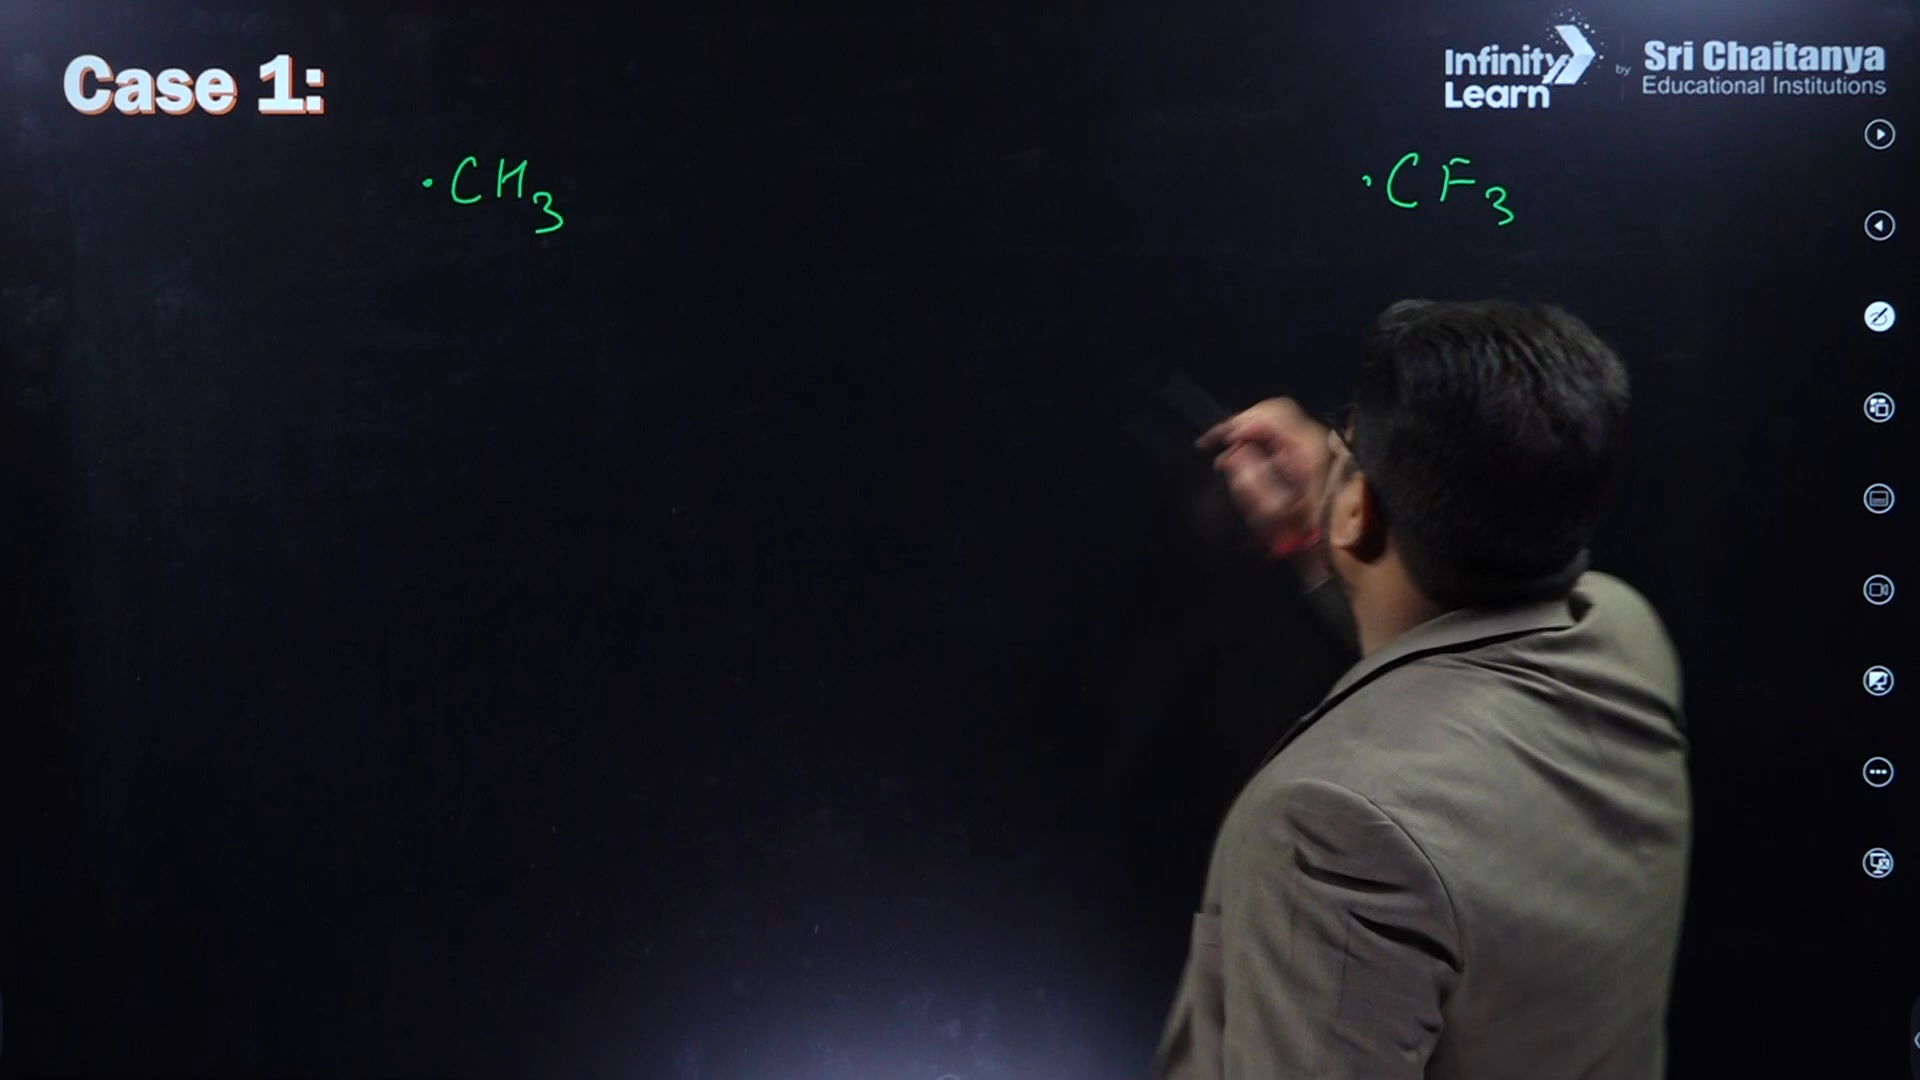 Case 1:
Infinity Learn by Sri Chaitanya Educational Institutions
·CH3
·CF3